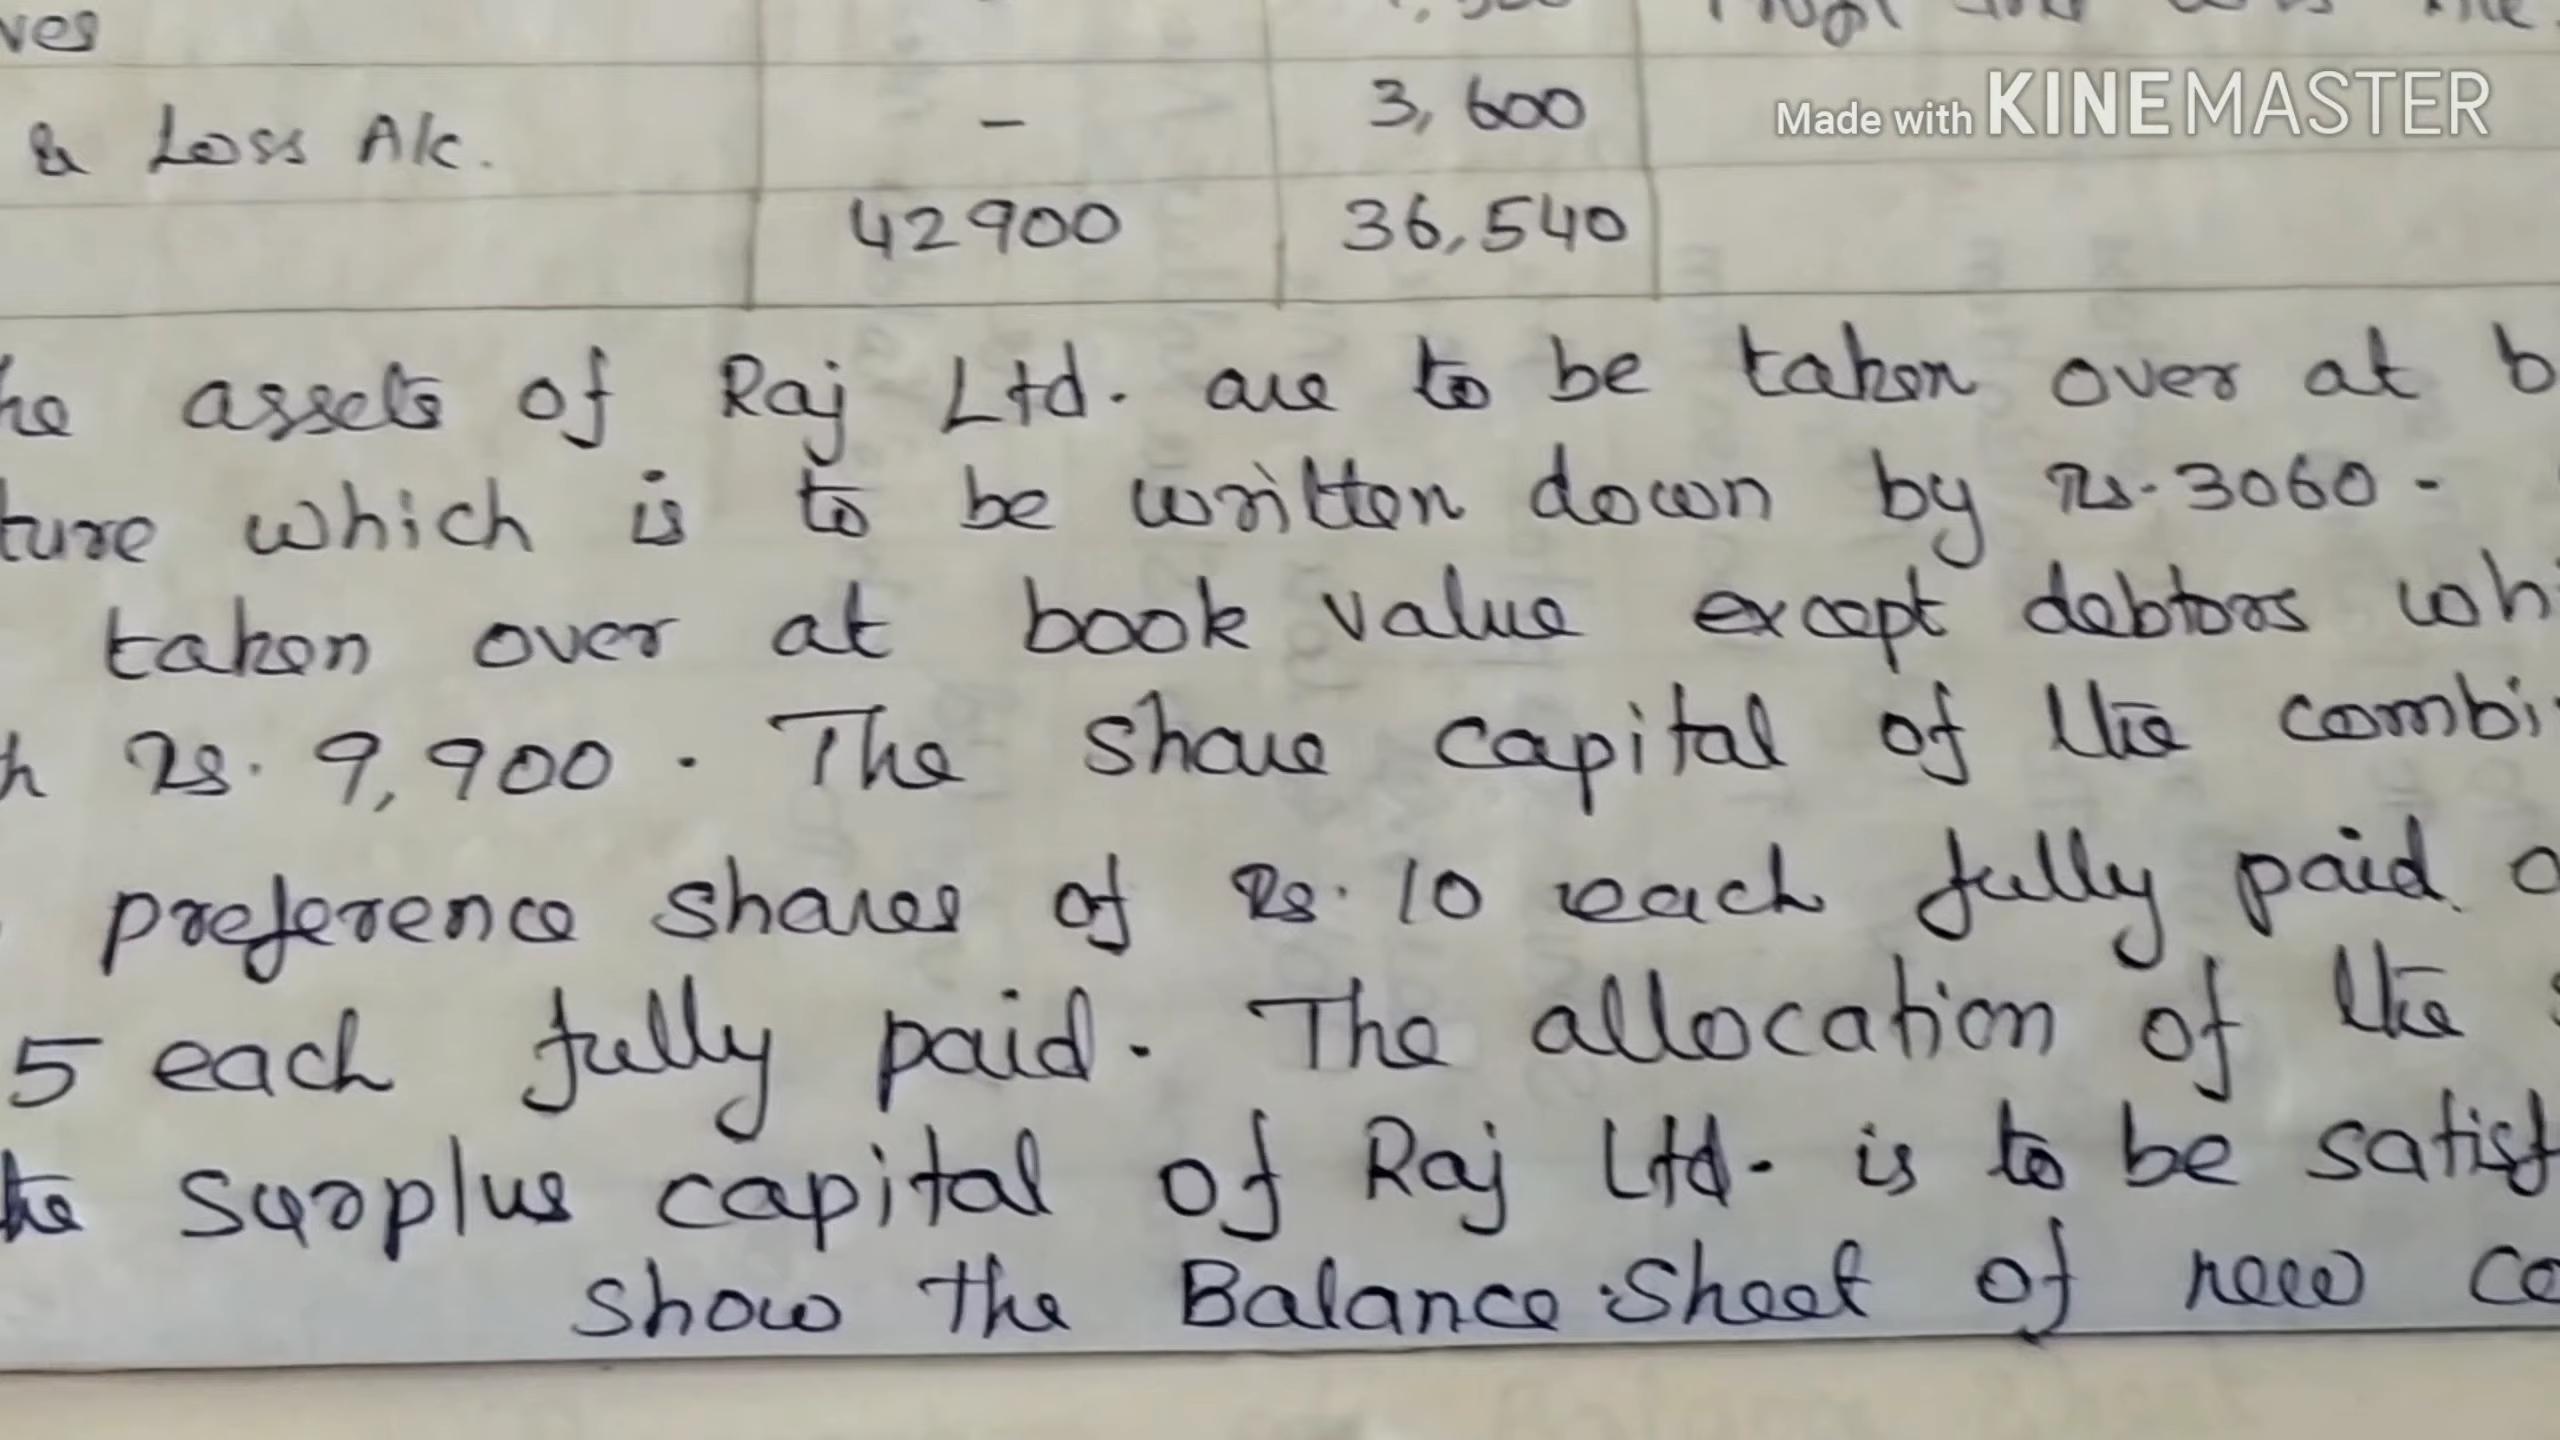 ves
Made with KINEMASTER
& Loss A/c. - 3,600
42900 36,540
he assets of Raj Ltd. are to be taken over at b
ture which is to be written down by Rs. 3060.
taken over at book value except debtors whi
h Rs. 9,900. The share capital of the combi
preference shares of Rs. 10 each fully paid
5 each fully paid. The allocation of the
the surplus capital of Raj Ltd. is to be satisf
show the Balance Sheet of new co